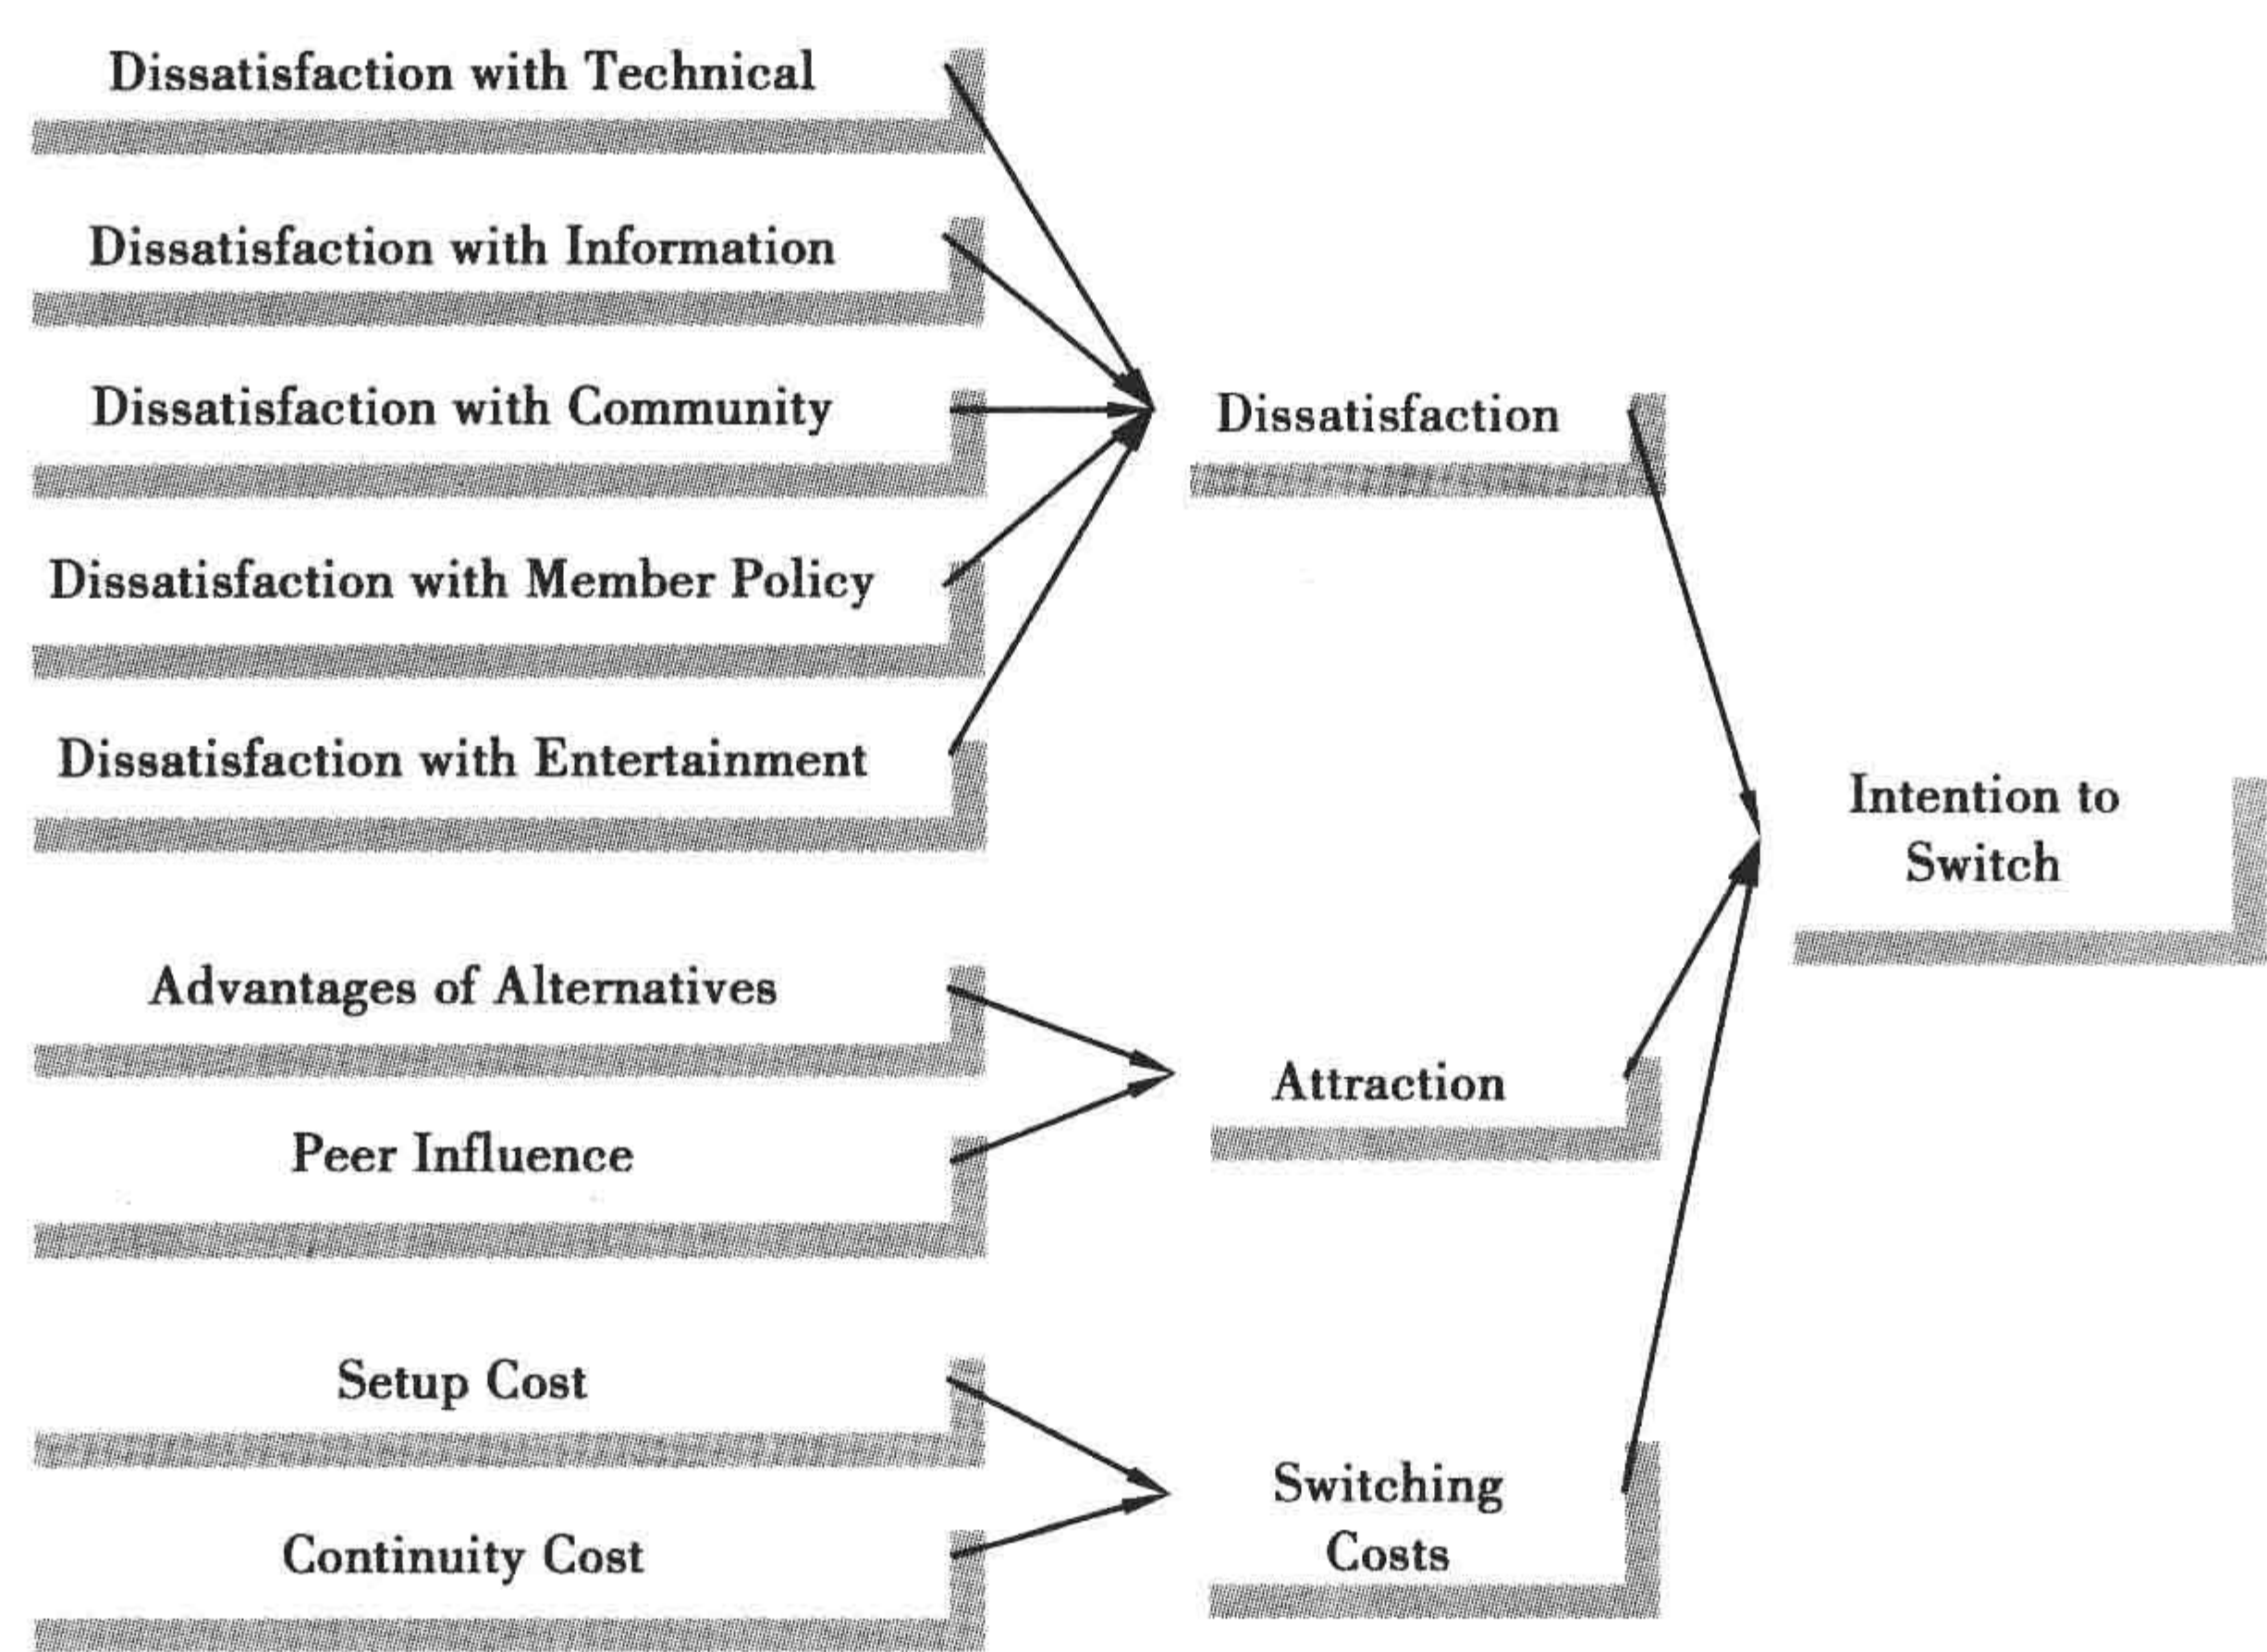 Dissatisfaction with Technical
Dissatisfaction with Information
Dissatisfaction with Community
Dissatisfaction with Member Policy
Dissatisfaction with Entertainment
Advantages of Alternatives
Peer Influence
Setup Cost
Continuity Cost
Dissatisfaction
Attraction
Switching
Costs
Intention to
Switch